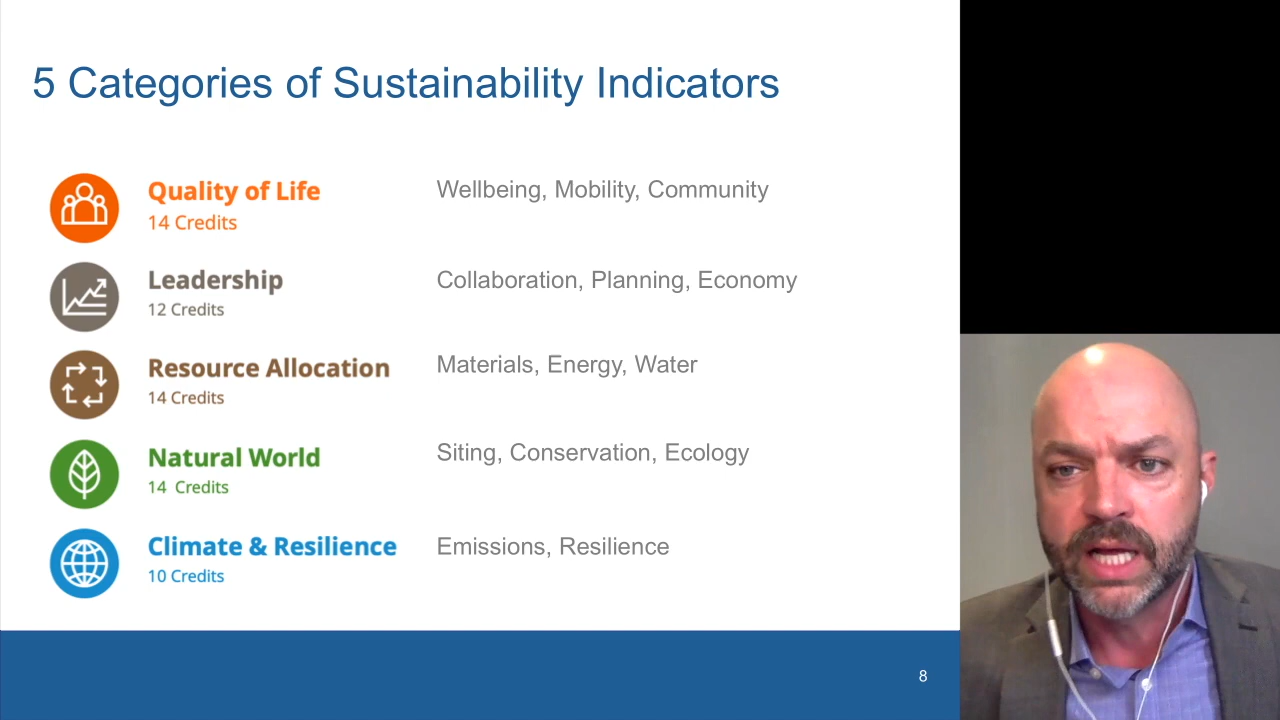 5 Categories of Sustainability Indicators
Quality of Life
14 Credits
Wellbeing, Mobility, Community
Leadership
12 Credits
Collaboration, Planning, Economy
Resource Allocation
14 Credits
Materials, Energy, Water
Natural World
14 Credits
Siting, Conservation, Ecology
Climate & Resilience
10 Credits
Emissions, Resilience
8